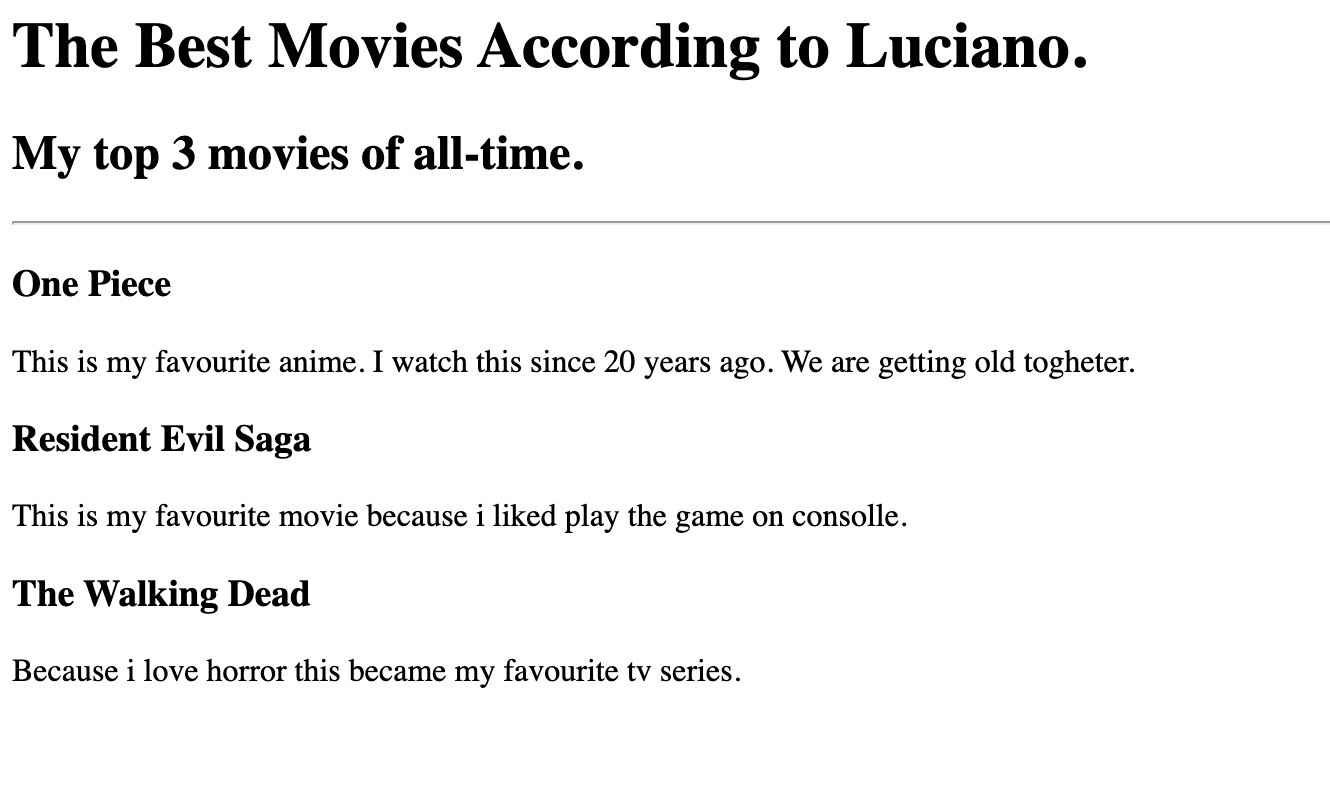 The Best Movies According to Luciano.
My top 3 movies of all-time.
One Piece
This is my favourite anime. I watch this since 20 years ago. We are getting old togheter.
Resident Evil Saga
This is my favourite movie because i liked play the game on consolle.
The Walking Dead
Because i love horror this became my favourite tv series.